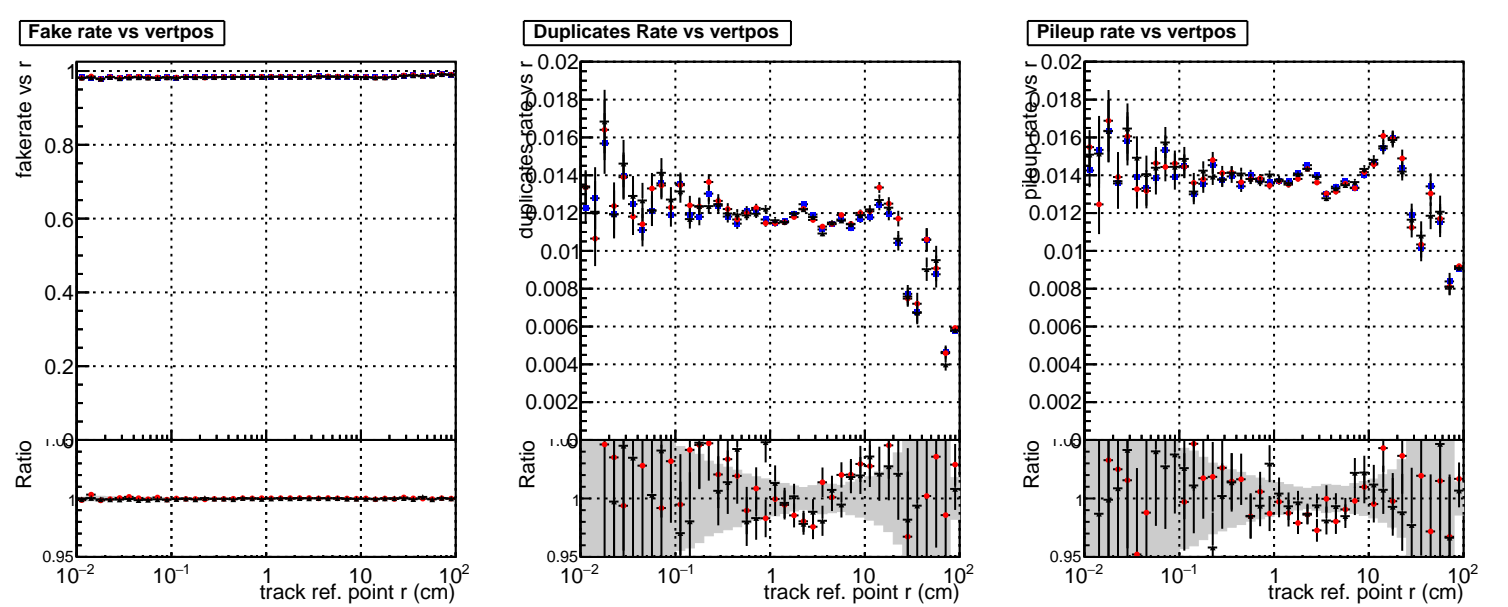 Fake rate vs vertpos
fakerate vs r
1
0.8
0.6
0.4
0.2
Ratio
1
0.95
10−2 10−1 1 10 102
track ref. point r (cm)
Duplicates Rate vs vertpos
duplicates rate vs r
0.02
0.018
0.016
0.014
0.012
0.01
0.008
0.006
0.004
0.002
Ratio
1
0.95
10−2 10−1 1 10 102
track ref. point r (cm)
Pileup rate vs vertpos
pileup rate vs r
0.02
0.018
0.016
0.014
0.012
0.01
0.008
0.006
0.004
0.002
Ratio
1
0.95
10−2 10−1 1 10 102
track ref. point r (cm)